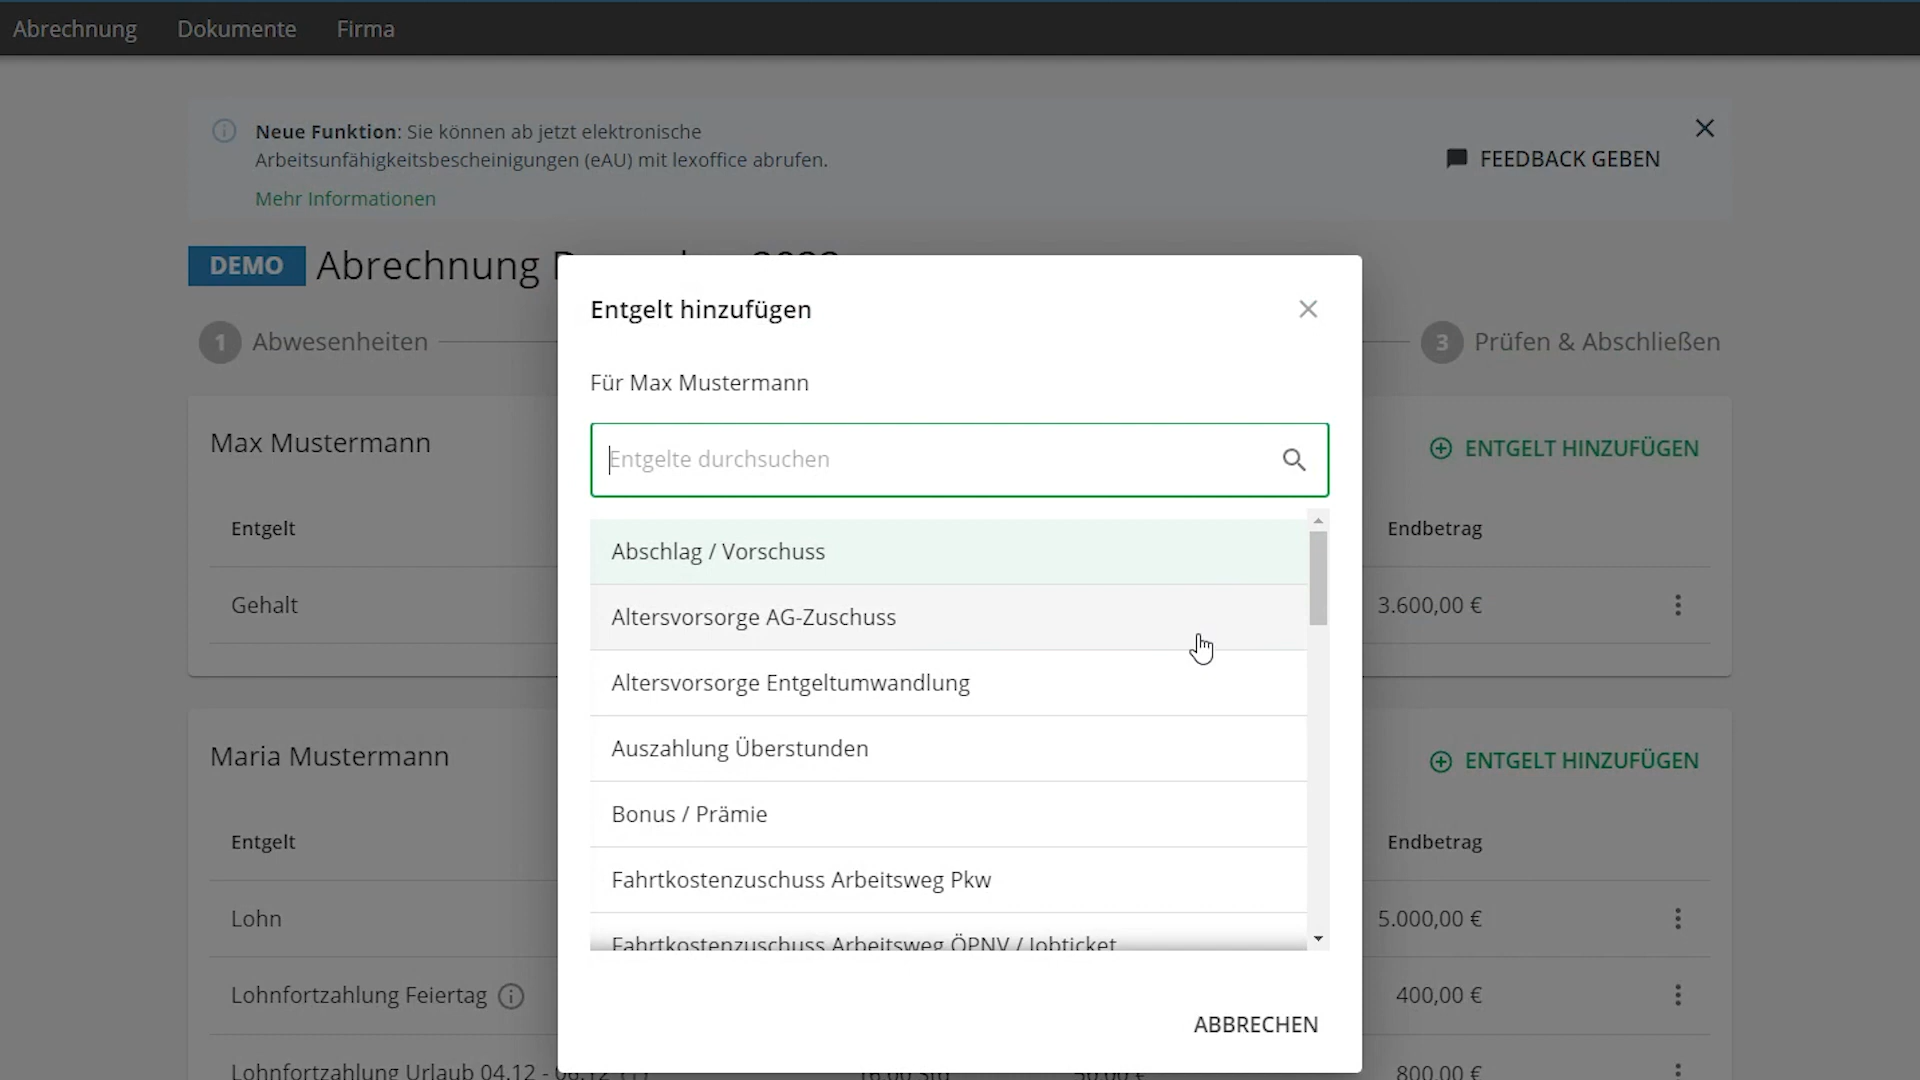 Abrechnung Dokumente Firma
Neue Funktion: Sie können ab jetzt elektronische
Arbeitsunfähigkeitsbescheinigungen (eAU) mit lexoffice abrufen.
Mehr Informationen
FEEDBACK GEBEN
DEMO Abrechnung
1 Abwesenheiten
3 Prüfen & Abschließen
Entgelt hinzufügen
Für Max Mustermann
Entgelte durchsuchen
Abschlag / Vorschuss
Altersvorsorge AG-Zuschuss
Altersvorsorge Entgeltumwandlung
Auszahlung Überstunden
Bonus / Prämie
Fahrtkostenzuschuss Arbeitsweg Pkw
Fahrtkostenzuschuss Arbeitsweg ÖPNV / Jobticket
ABBRECHEN
Max Mustermann
ENTGELT HINZUFÜGEN
Entgelt Endbetrag
Gehalt 3.600,00 €
Maria Mustermann
ENTGELT HINZUFÜGEN
Entgelt Endbetrag
Lohn 5.000,00 €
Lohnfortzahlung Feiertag 400,00 €
Lohnfortzahlung Urlaub 04.12 - 800,00 €